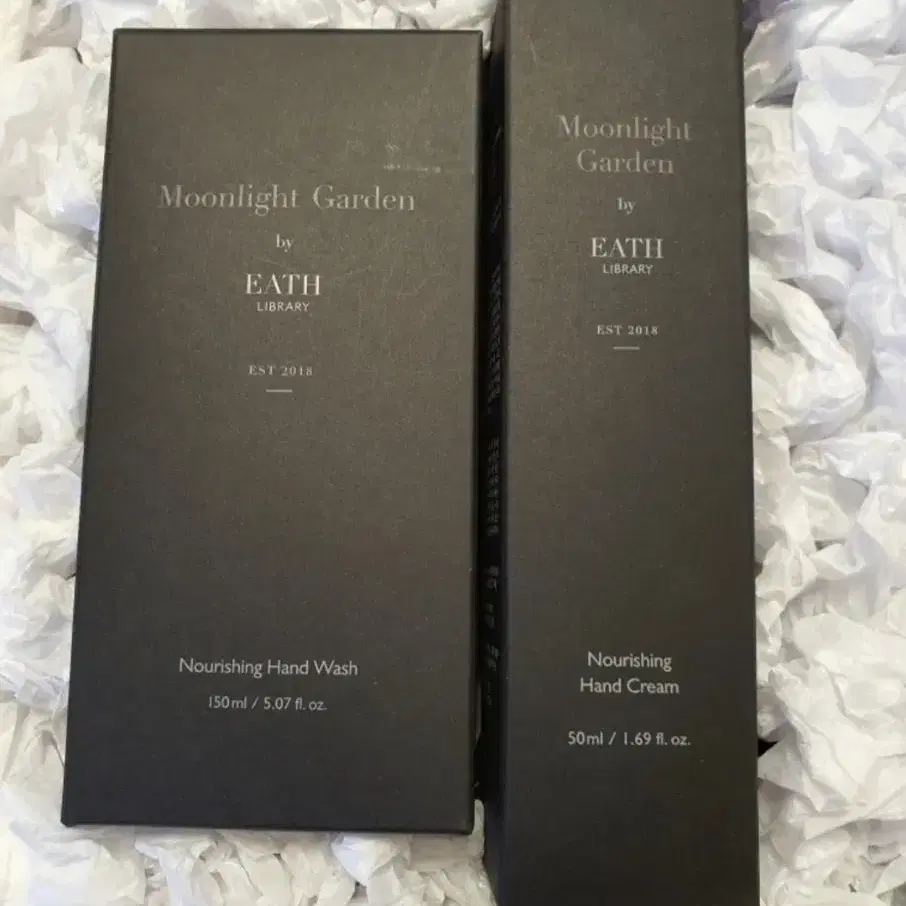 Moonlight Garden
by
EATH
LIBRARY
EST 2018
Nourishing Hand Wash
150ml / 5.07 fl. oz.
Moonlight
Garden
by
EATH
LIBRARY
EST 2018
Nourishing
Hand Cream
50ml / 1.69 fl. oz.